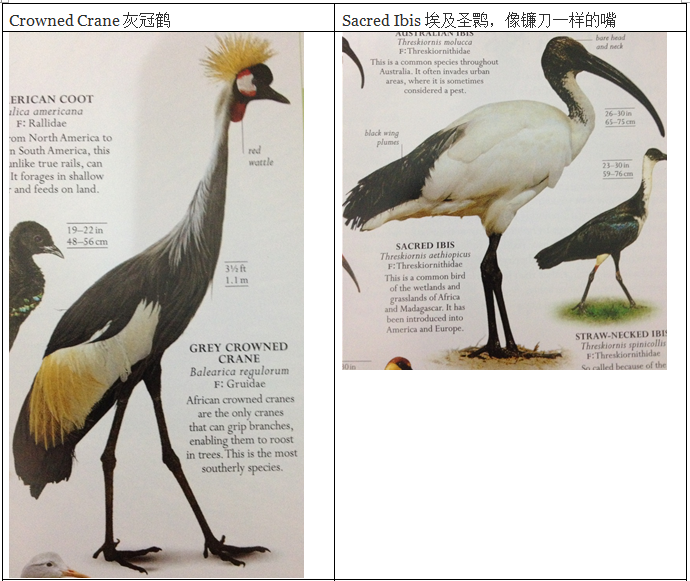 Crowned Crane 灰冠鹤
ERICAN COOT
ulica americana
F: Rallidae
rom North America to
n South America, this
unlike true rails, can
It forages in shallow
and feeds on land.
19–22 in
48–56 cm
red
wattle
3½ ft
1.1 m
GREY CROWNED
CRANE
Balearica regulorum
F: Gruidae
African crowned cranes
are the only cranes
that can grip branches,
enabling them to roost
in trees. This is the most
southerly species.
Sacred Ibis 埃及圣鹮，像镰刀一样的嘴
AUSTRALIAN IBIS
Threskiornis molucca
F: Threskiornithidae
This is a common species throughout
Australia. It often invades urban
areas, where it is sometimes
considered a pest.
bare head
and neck
26–30 in
65–75 cm
black wing
plumes
23–30 in
59–76 cm
SACRED IBIS
Threskiornis aethiopicus
F: Threskiornithidae
This is a common bird
of the wetlands and
grasslands of Africa
and Madagascar. It has
been introduced into
America and Europe.
STRAW-NECKED IBIS
Threskiornis spinicollis
F: Threskiornithidae
So called because of the
0 in